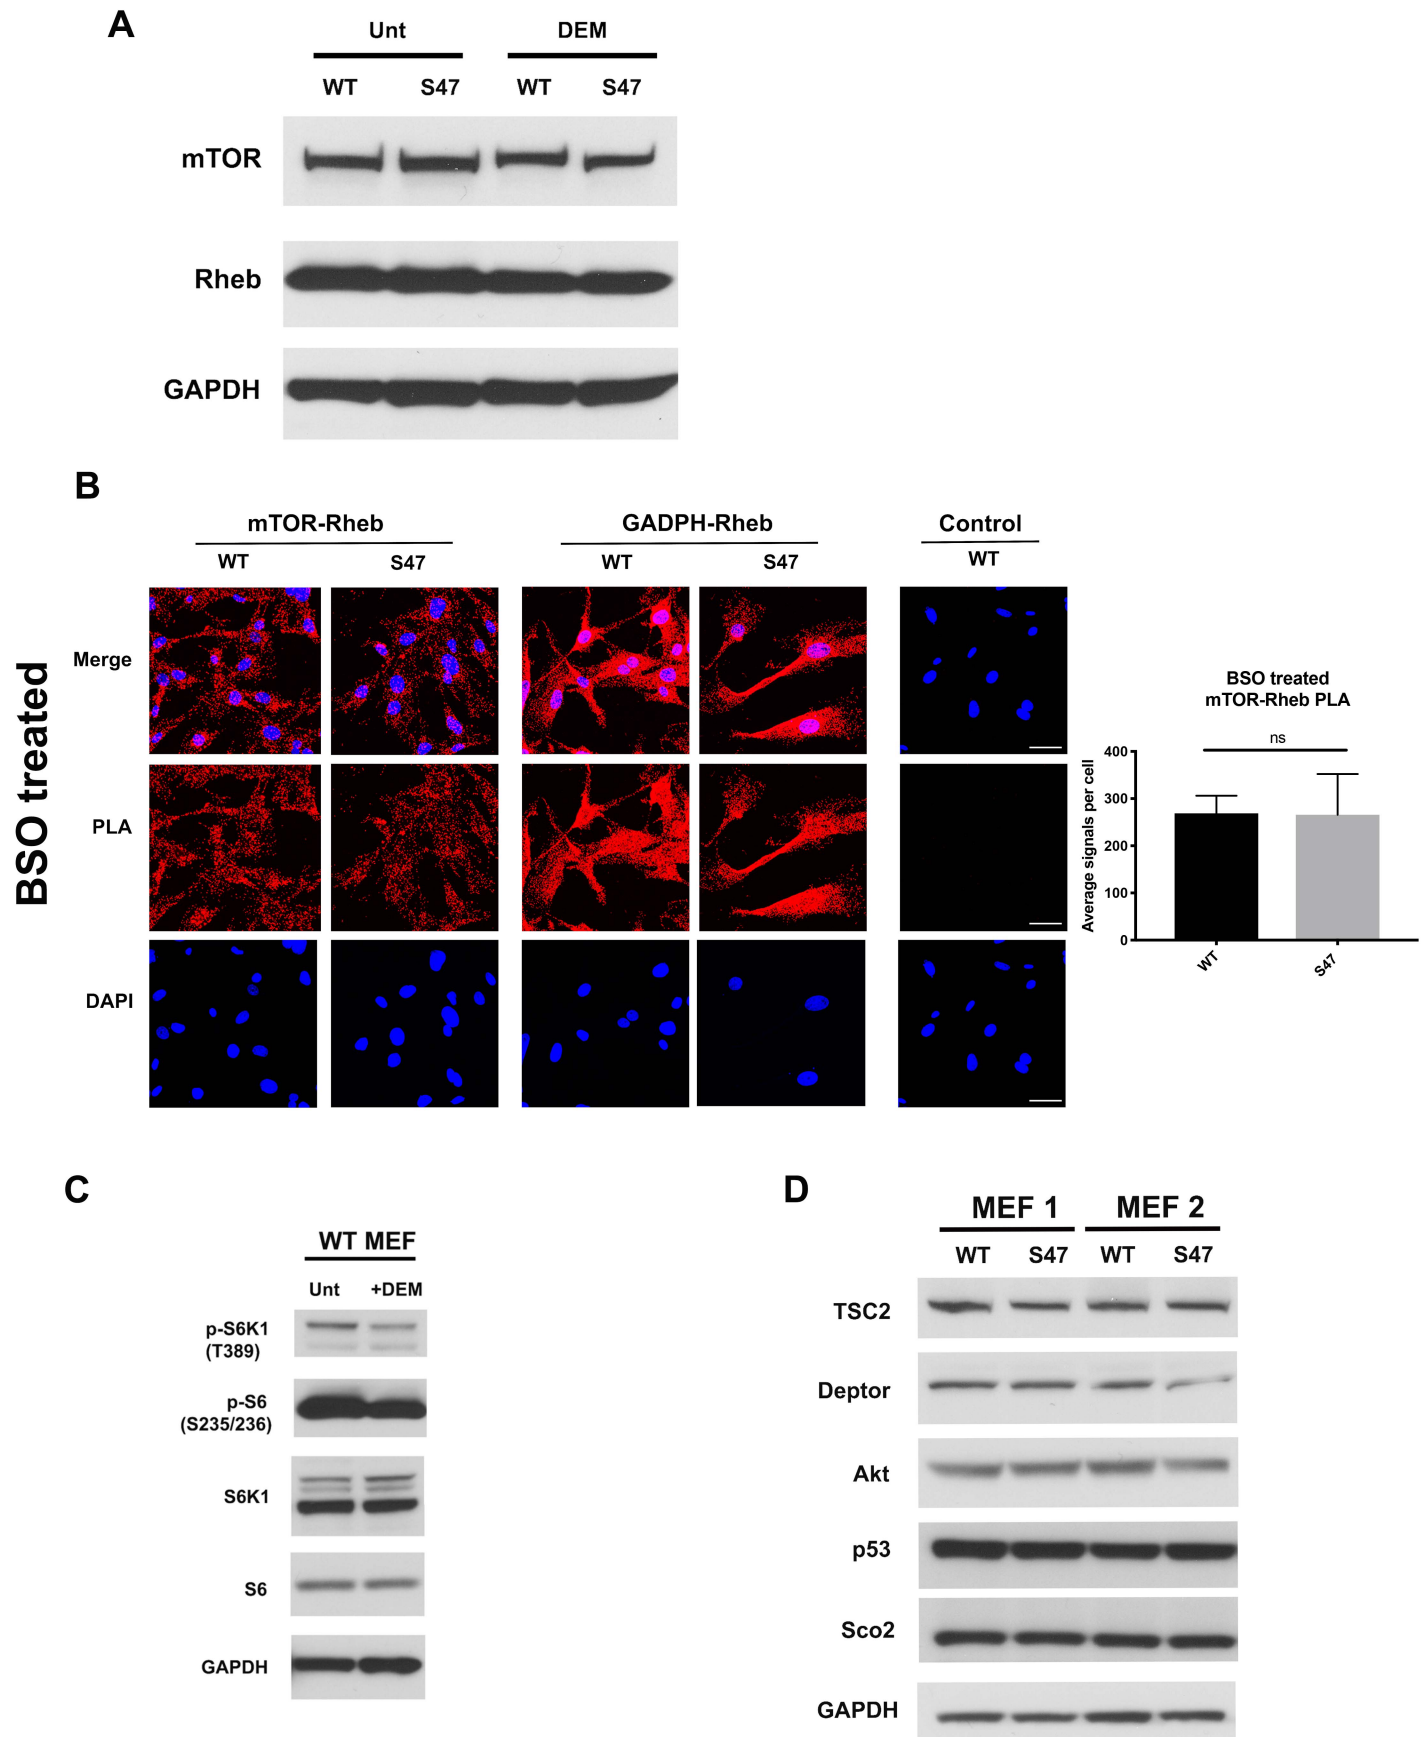 A
Unt DEM
WT S47 WT S47
mTOR
Rheb
GAPDH
B
mTOR-Rheb GADPH-Rheb Control
WT S47 WT S47 WT
BSO treated
Merge
PLA
DAPI
BSO treated
mTOR-Rheb PLA
ns
Average signals per cell
400
300
200
100
0
WT S47
C
WT MEF
Unt +DEM
p-S6K1
(T389)
p-S6
(S235/236)
S6K1
S6
GAPDH
D
MEF 1 MEF 2
WT S47 WT S47
TSC2
Deptor
Akt
p53
Sco2
GAPDH